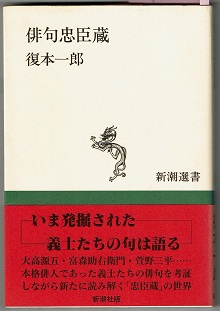 俳句忠臣蔵
復本一郎
新潮選書
いま発掘された
義士たちの句は語る
大高源五・富森助右衛門・萱野三平……
本格俳人であった義士たちの俳句を考証
しながら新たに読み解く「忠臣蔵」の世界
新潮社版